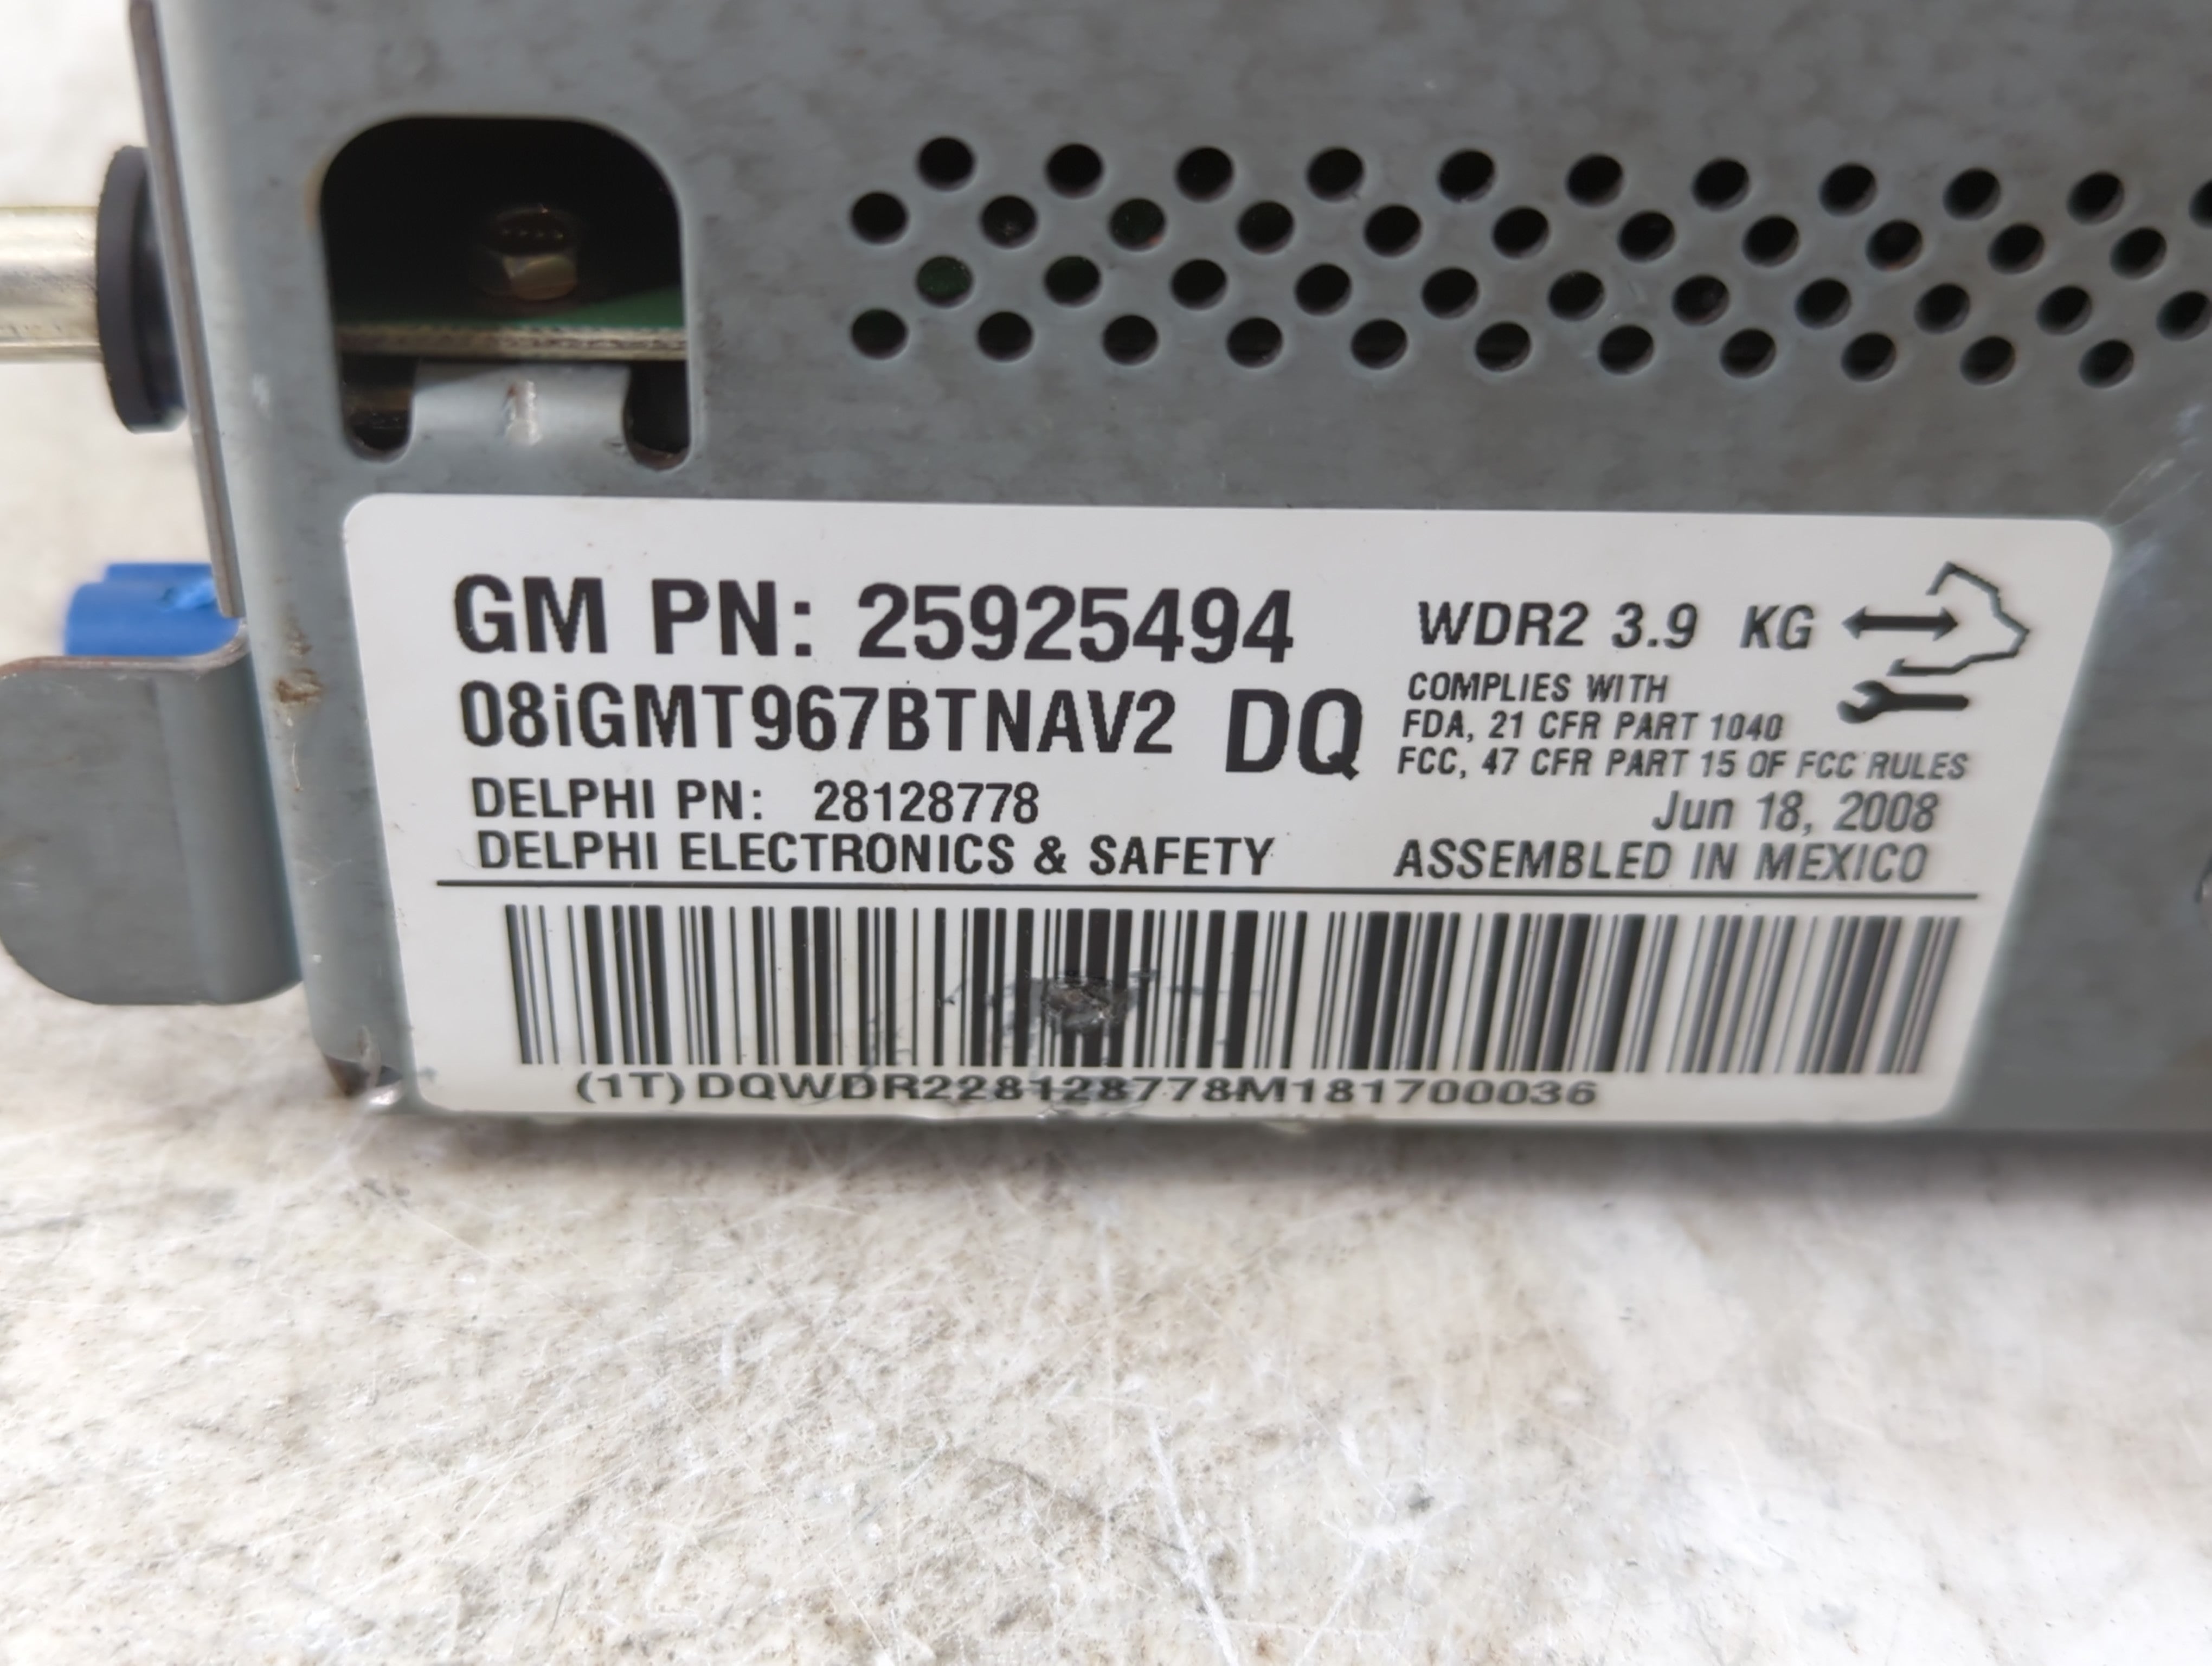 GM PN: 25925494
08iGMT967BTNAV2 DQ
DELPHI PN: 28128778
DELPHI ELECTRONICS & SAFETY
WDR2 3.9 KG
COMPLIES WITH
FDA, 21 CFR PART 1040
FCC, 47 CFR PART 15 OF FCC RULES
Jun 18, 2008
ASSEMBLED IN MEXICO
(1T)DQWDR228128778M181700036